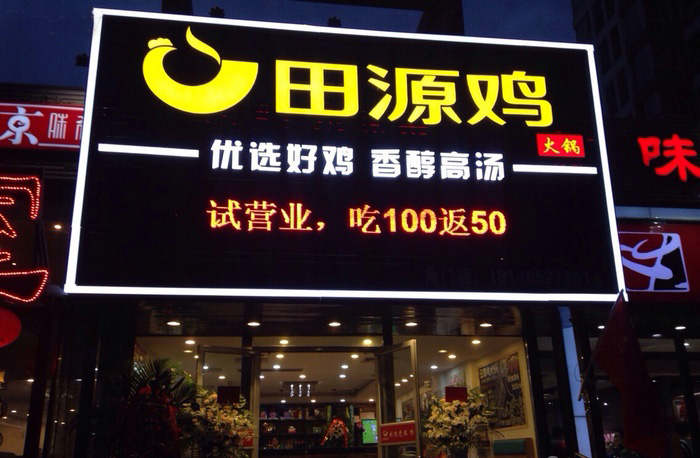 田源鸡
火锅
优选好鸡 香醇高汤
试营业，吃100返50
京味
味